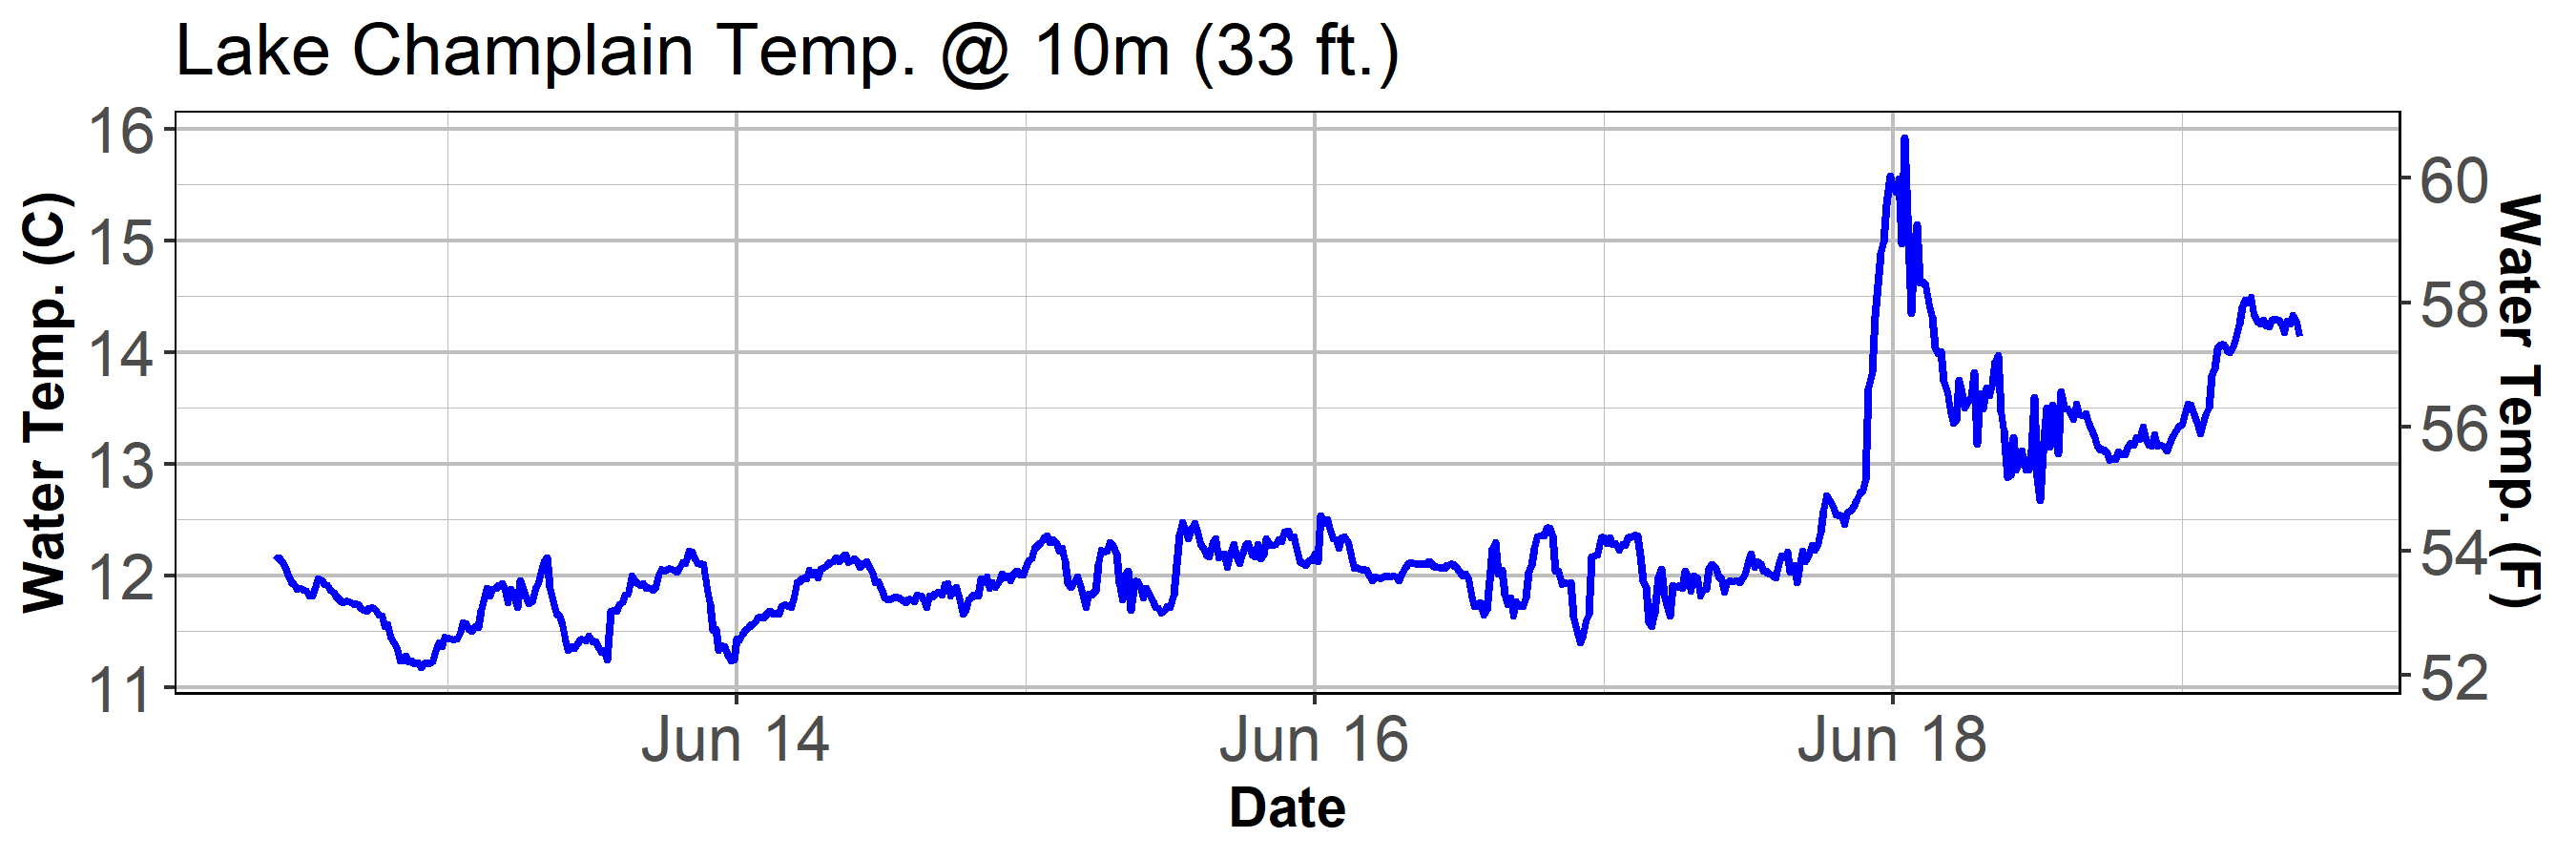 Lake Champlain Temp. @ 10m (33 ft.)
16
15
14
13
12
11
Water Temp. (C)
60
58
56
54
52
Water Temp. (F)
Jun 14
Jun 16
Jun 18
Date